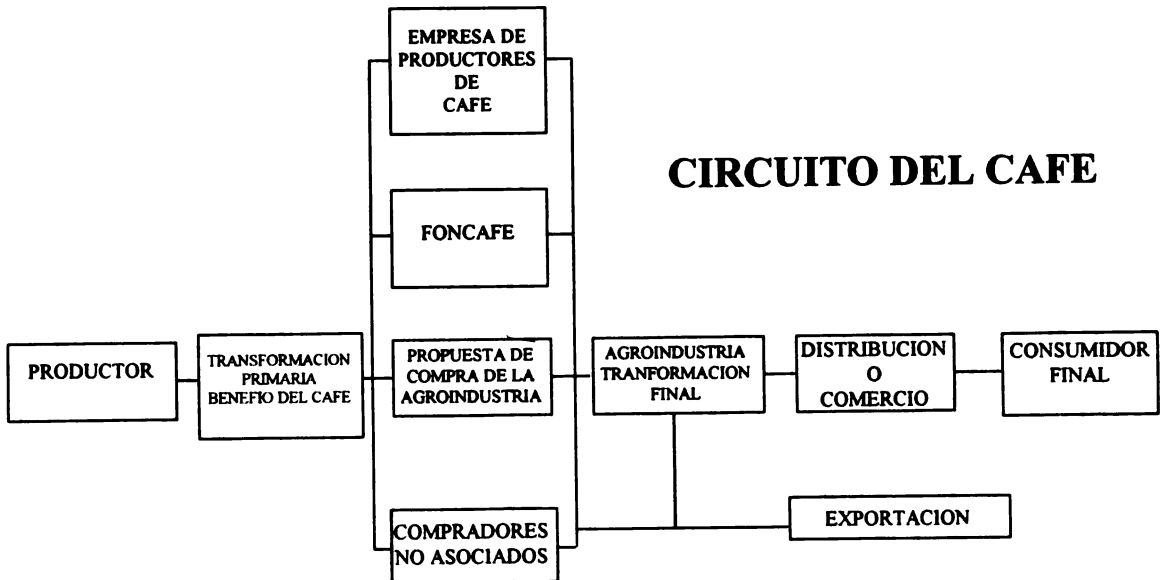 EMPRESA DE
PRODUCTORES
DE
CAFE
CIRCUITO DEL CAFE
FONCAFE
PRODUCTOR
TRANSFORMACION
PRIMARIA
BENEFIO DEL CAFE
PROPUESTA DE
COMPRA DE LA
AGROINDUSTRIA
AGROINDUSTRIA
TRANFORMACION
FINAL
DISTRIBUCION
O
COMERCIO
CONSUMIDOR
FINAL
COMPRADORES
NO ASOCIADOS
EXPORTACION